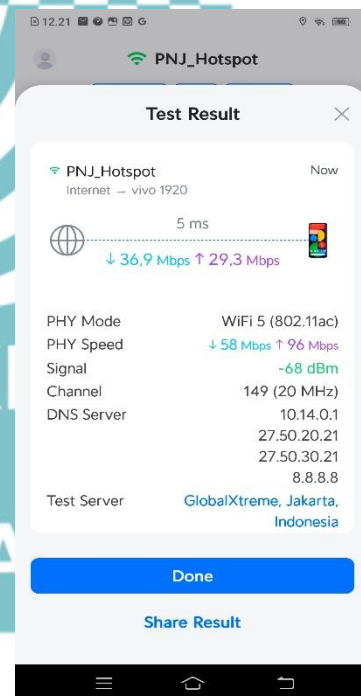 12.21
PNJ_Hotspot
Test Result
PNJ_Hotspot Now
Internet → vivo 1920
5 ms
↓ 36,9 Mbps ↑ 29,3 Mbps
PHY Mode WiFi 5 (802.11ac)
PHY Speed ↓ 58 Mbps ↑ 96 Mbps
Signal -68 dBm
Channel 149 (20 MHz)
DNS Server 10.14.0.1
27.50.20.21
27.50.30.21
8.8.8.8
Test Server GlobalXtreme, Jakarta,
Indonesia
Done
Share Result